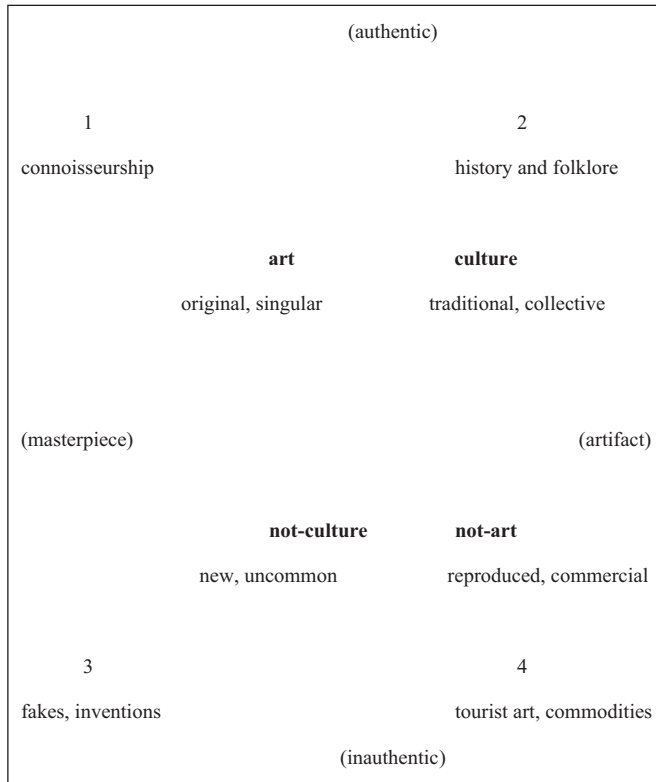 (authentic)
1 2
connoisseurship history and folklore
art culture
original, singular traditional, collective
(masterpiece) (artifact)
not-culture not-art
new, uncommon reproduced, commercial
3 4
fakes, inventions tourist art, commodities
(inauthentic)